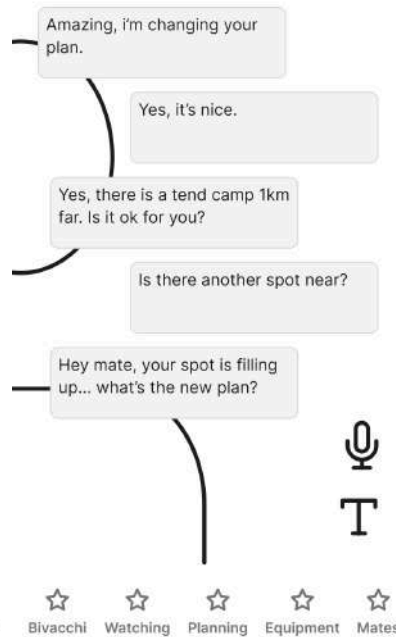 Amazing, i'm changing your
plan.
Yes, it's nice.
Yes, there is a tend camp 1km
far. Is it ok for you?
Is there another spot near?
Hey mate, your spot is filling
up... what's the new plan?
T
Bivacchi Watching Planning Equipment Mates